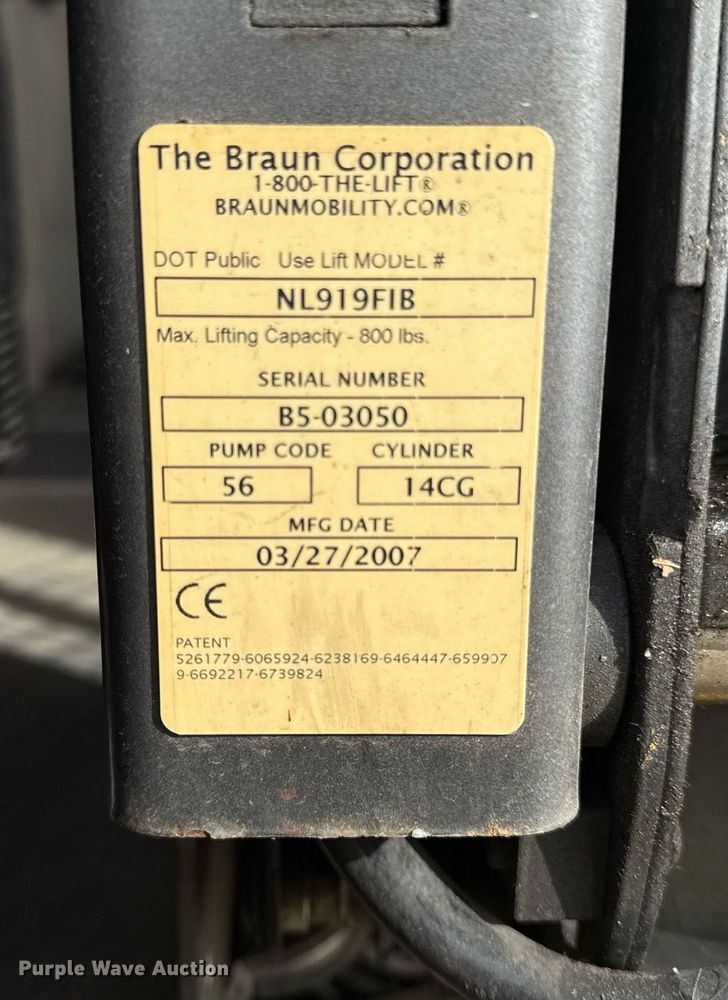 The Braun Corporation
1-800-THE-LIFT®
BRAUNMOBILITY.COM®
DOT Public Use Lift MODEL #
NL919FIB
Max. Lifting Capacity - 800 lbs.
SERIAL NUMBER
B5-03050
PUMP CODE CYLINDER
56 14CG
MFG DATE
03/27/2007
CE
PATENT
5261779-6065924-6238169-6464447-659907
9-6692217-6739824
Purple Wave Auction